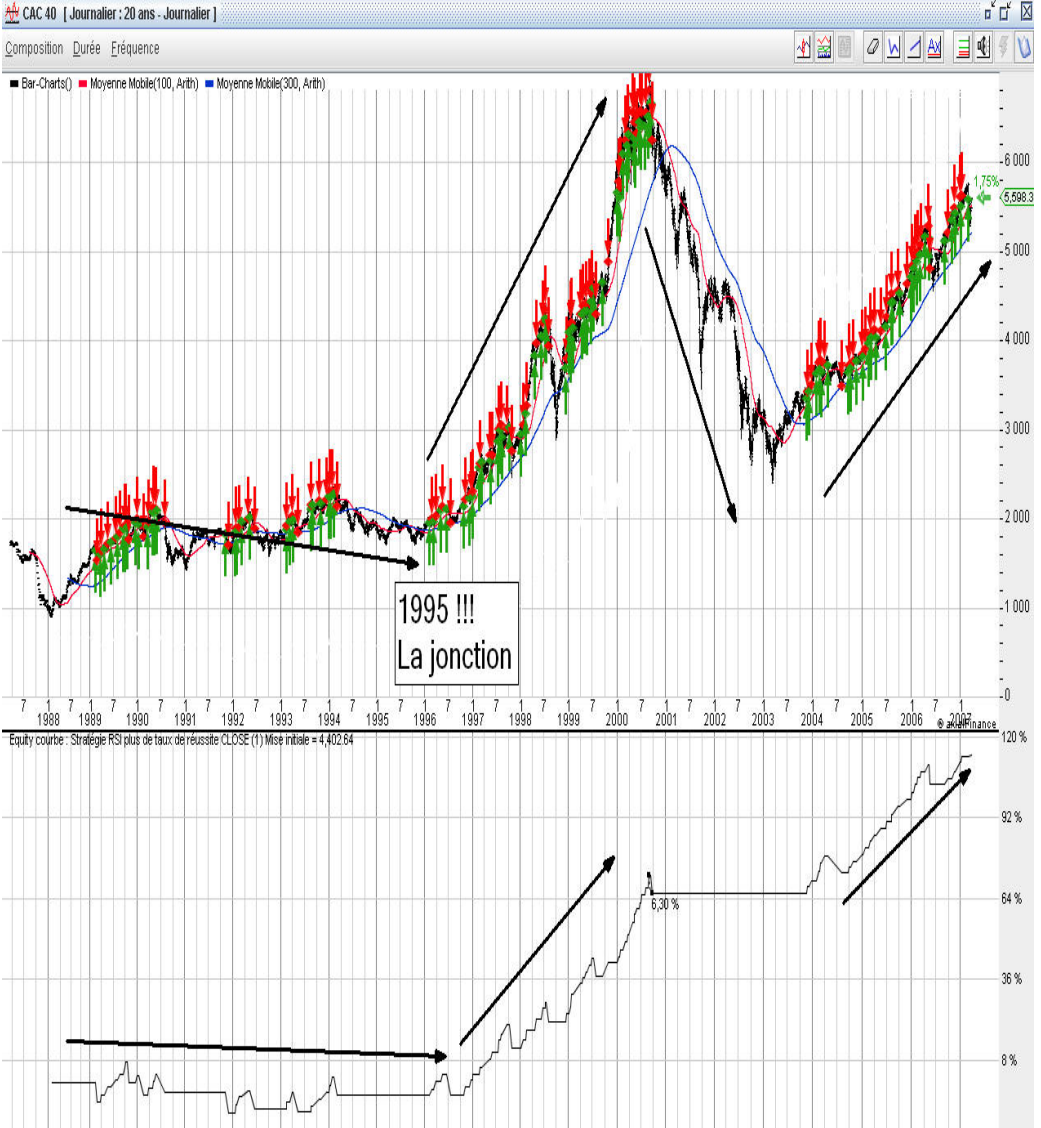 CAC 40 [ Journalier : 20 ans - Journalier ]
Composition Durée Fréquence
Bar-Charts() Moyenne Mobile(100, Arith) Moyenne Mobile(300, Arith)
6 000
1,75%
5,598.3
5 000
4 000
3 000
2 000
1 000
0
1995 !!!
La jonction
7 7 7 7 7 7 7 7 7 7 7 7 7 7 7 7 7 7 7 7
1988 1989 1990 1991 1992 1993 1994 1995 1996 1997 1998 1999 2000 2001 2002 2003 2004 2005 2006 2007
Equity courbe : Stratégie RSI plus de taux de réussite CLOSE (1) Mise initiale = 4,402.64
120 %
92 %
64 %
6,30 %
36 %
8 %